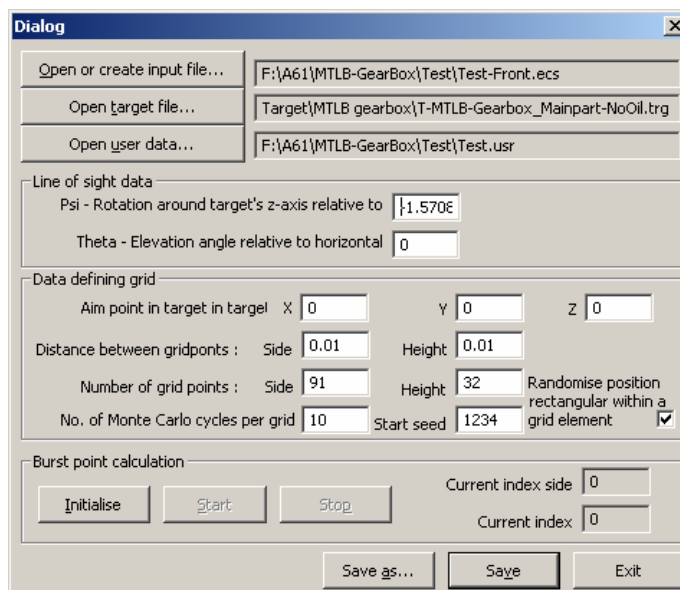 Dialog
Open or create input file... F:\A61\MTLB-GearBox\Test\Test-Front.ecs
Open target file... Target\MTLB gearbox\T-MTLB-Gearbox_Mainpart-NoOil.trg
Open user data... F:\A61\MTLB-GearBox\Test\Test.usr
Line of sight data
Psi - Rotation around target's z-axis relative to -1.5708
Theta - Elevation angle relative to horizontal 0
Data defining grid
Aim point in target in target X 0 Y 0 Z 0
Distance between gridponts : Side 0.01 Height 0.01
Number of grid points : Side 91 Height 32
Randomise position
rectangular within a
grid element
No. of Monte Carlo cycles per grid 10 Start seed 1234
Burst point calculation
Initialise Start Stop
Current index side 0
Current index 0
Save as... Save Exit